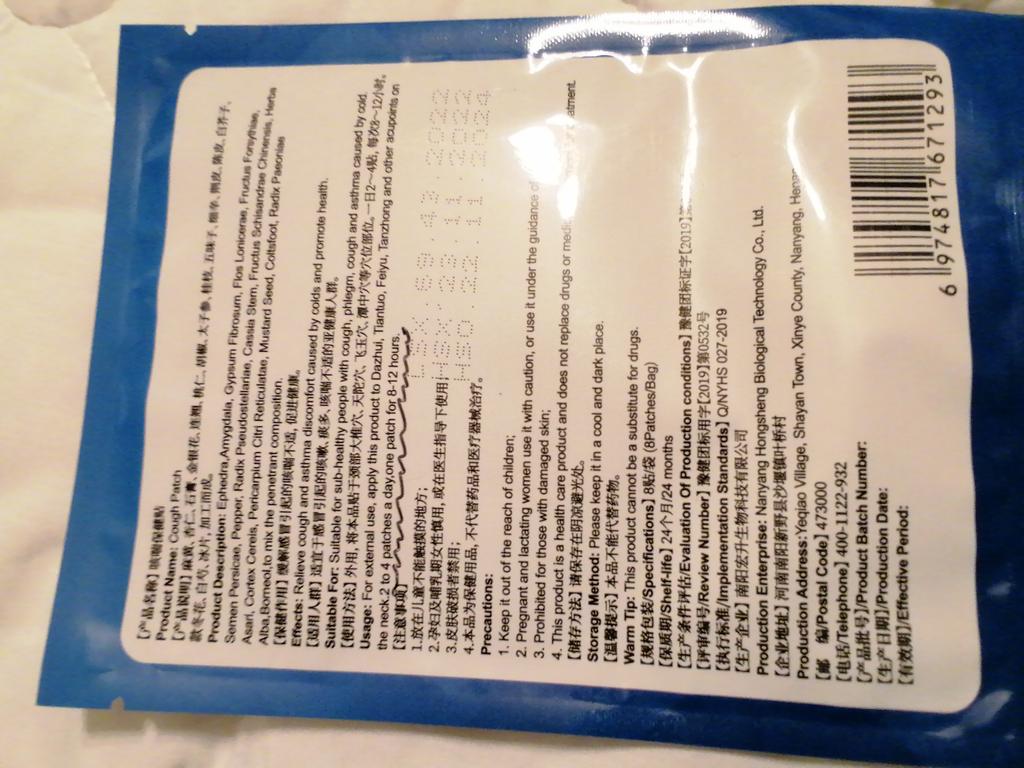 【产品名称】咳喘保健贴
Product Name: Cough Patch
【产品说明】麻黄、杏仁、石膏、金银花、连翘、桃仁、胡椒、太子参、桂枝、五味子、细辛、陈皮、白芥子、
款冬花、白芍、冰片,加工而成。
Product Description: Ephedra,Amygdala, Gypsum Fibrosum, Flos Lonicerae, Fructus Forsythiae,
Semen Persicae, Pepper, Radix Pseudostellariae, Cassia Stem, Fructus Schisandrae Chinensis, Herba
Asari, Cortex Cereis, Pericarpium Citri Reticulatae, Mustard Seed, Coltsfoot, Radix Paeoniae
Alba,Borneol,to mix the penetrant composition.
【保健作用】缓解感冒引起的咳喘不适,促进健康。
Effects: Relieve cough and asthma discomfort caused by colds and promote health.
【适用人群】适宜于感冒引起的咳嗽,痰多,咳喘不适的亚健康人群。
Suitable For: Suitable for sub-healthy people with cough, phlegm, cough and asthma caused by cold.
【使用方法】外用,将本品贴于颈部大椎穴、天陀穴、飞玉穴、潭中穴等穴位部位。一日2~4贴,每次8~12小时。
Usage: For external use, apply this product to Dazhui, Tiantuo, Feiyu, Tanzhong and other acupoints on
the neck.2 to 4 patches a day,one patch for 8-12 hours.
【注意事项】
1.放在儿童不能触摸的地方;
2.孕妇及哺乳期女性慎用,或在医生指导下使用;
3.皮肤破损者禁用;
4.本品为保健用品,不代替药品和医疗器械治疗。
Precautions:
1. Keep it out of the reach of children;
2. Pregnant and lactating women use it with caution, or use it under the guidance of
3. Prohibited for those with damaged skin;
4. This product is a health care product and does not replace drugs or treatment.
【储存方法】请保存在阴凉避光处。
Storage Method: Please keep it in a cool and dark place.
【温馨提示】本品不能代替药物。
Warm Tip: This product cannot be a substitute for drugs.
【规格包装/Specifications】8贴/袋 (8Patches/Bag)
【保质期/Shelf-life】24个月/24 months
【生产条件评估/Evaluation Of Production conditions】豫健团标证字【2019】
【评审编号/Review Number】豫健团标用字【2019】第0532号
【执行标准/Implementation Standards】Q/NYHS 027-2019
【生产企业】南阳宏升生物科技有限公司
Production Enterprise: Nanyang Hongsheng Biological Technology Co., Ltd.
【企业地址】河南南阳新野县沙堰镇叶桥村
Production Address:Yeqiao Village, Shayan Town, Xinye County, Nanyang, Henan
【邮 编/Postal Code】473000
【电话/Telephone】400-1122-932
【产品批号】/Product Batch Number:
【生产日期】/Production Date:
【有效期】/Effective Period:
6 974817 671293